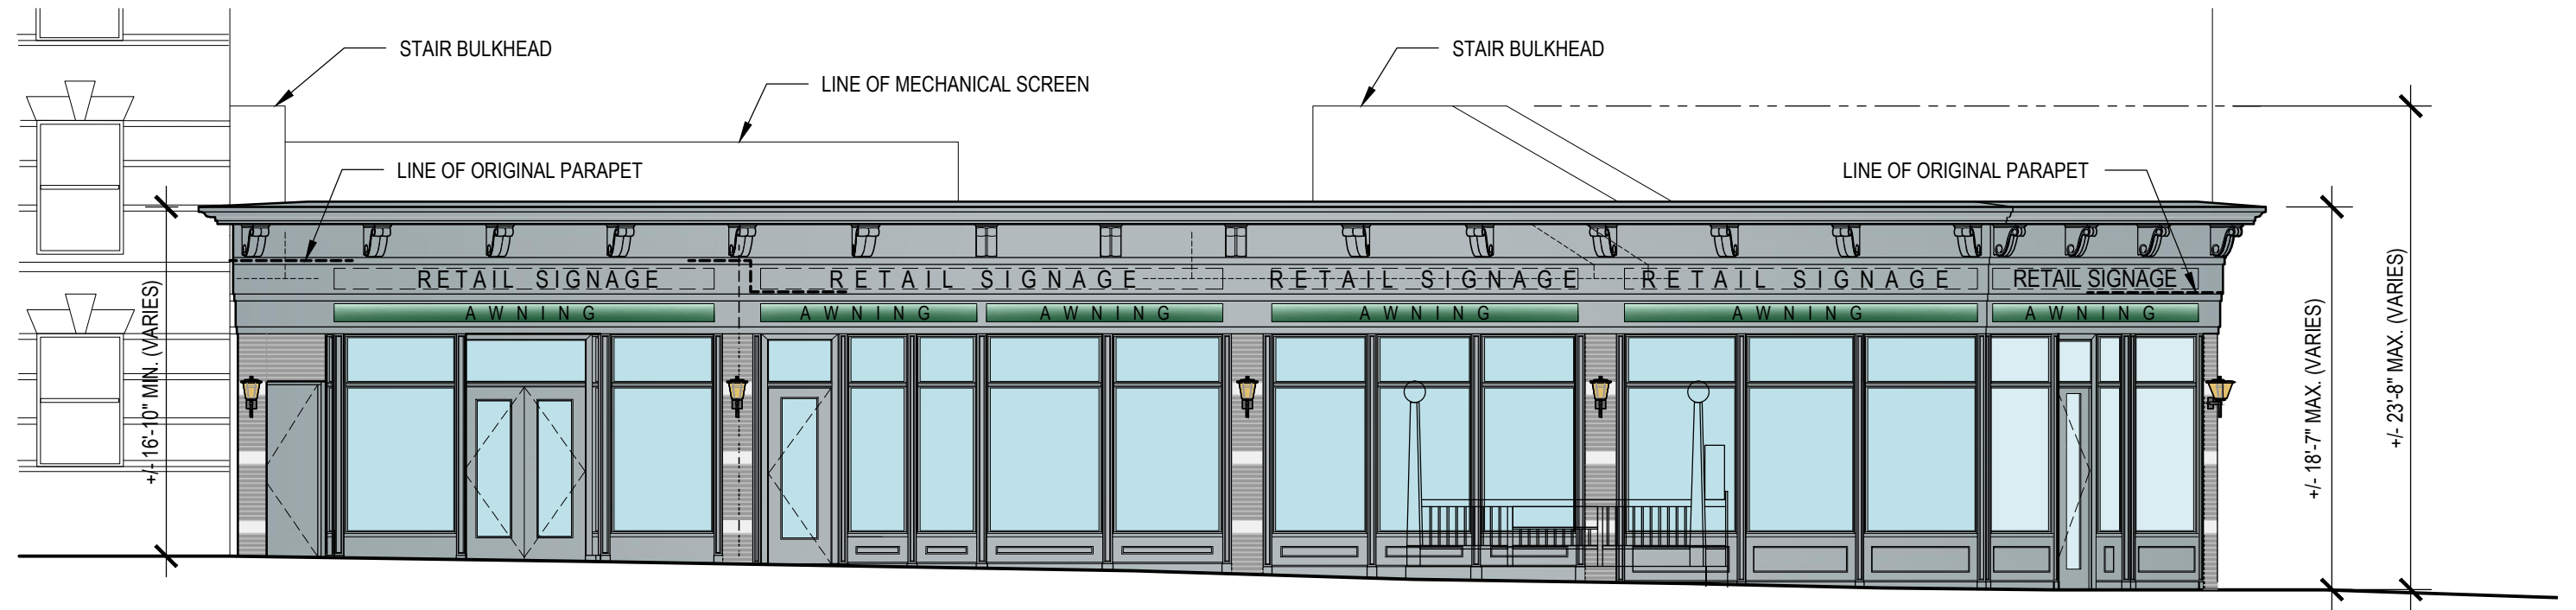 STAIR BULKHEAD
STAIR BULKHEAD
LINE OF MECHANICAL SCREEN
LINE OF ORIGINAL PARAPET
LINE OF ORIGINAL PARAPET
RETAIL SIGNAGE
RETAIL SIGNAGE
RETAIL SIGNAGE
RETAIL SIGNAGE
RETAIL SIGNAGE
AWNING
AWNING
AWNING
AWNING
AWNING
AWNING
+/- 16'-10" MIN. (VARIES)
+/- 18'-7" MAX. (VARIES)
+/- 23'-8" MAX. (VARIES)